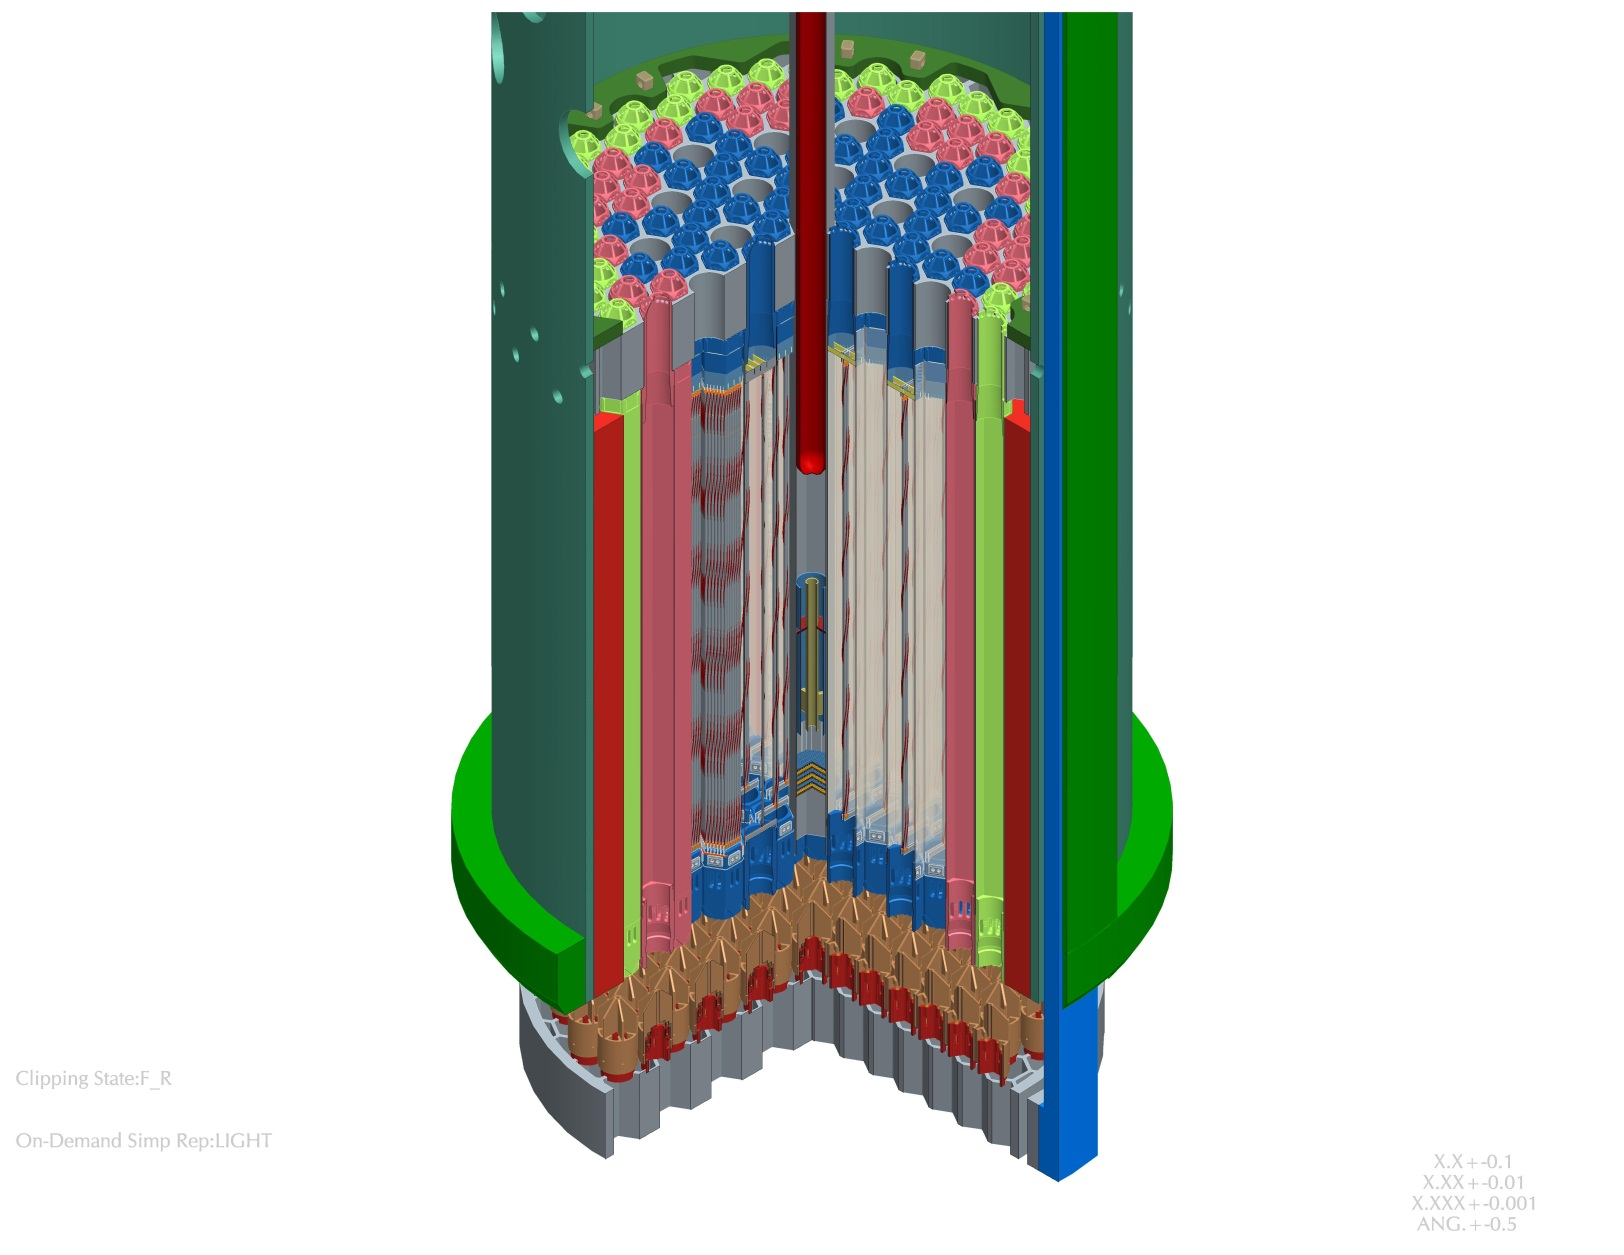 Clipping State:F_R
On-Demand Simp Rep:LIGHT
X.X+-0.1
X.XX+-0.01
X.XXX+-0.001
ANG.+-0.5